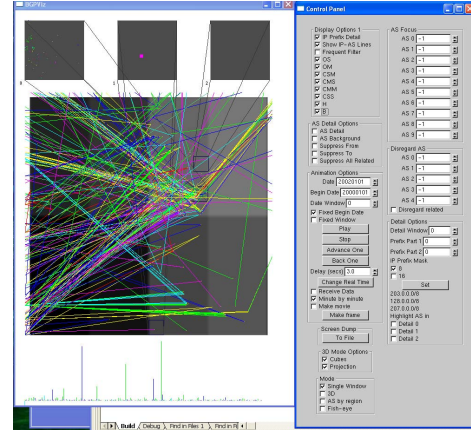 BGPViz
0
1
2
Build
Debug
Find in Files 1
Find in Fi
Control Panel
Display Options 1
IP Prefix Detail
Show IP-AS Lines
Frequent Filter
OS
OM
CSM
CMS
CMM
CSS
H
B
AS Detail Options
AS Detail
AS Background
Suppress From
Suppress To
Suppress All Related
Animation Options
Date 20020101
Begin Date 20000101
Date Window 0
Fixed Begin Date
Fixed Window
Play
Stop
Advance One
Back One
Delay (secs) 3.0
Change Real Time
Receive Data
Minute by minute
Make movie
Make frame
Screen Dump
To File
3D Mode Options
Cubes
Projection
Mode
Single Window
3D
AS by region
Fish-eye
AS Focus
AS 0 -1
AS 1 -1
AS 2 -1
AS 3 -1
AS 4 -1
AS 5 -1
AS 6 -1
AS 7 -1
AS 8 -1
AS 9 -1
Disregard AS
AS 0 -1
AS 1 -1
AS 2 -1
AS 3 -1
AS 4 -1
Disregard related
Detail Options
Detail Window 0
Prefix Part 1 0
Prefix Part 2 0
IP Prefix Mask
8
16
Set
203.0.0.0/8
128.0.0.0/8
207.0.0.0/8
Highlight AS in
Detail 0
Detail 1
Detail 2